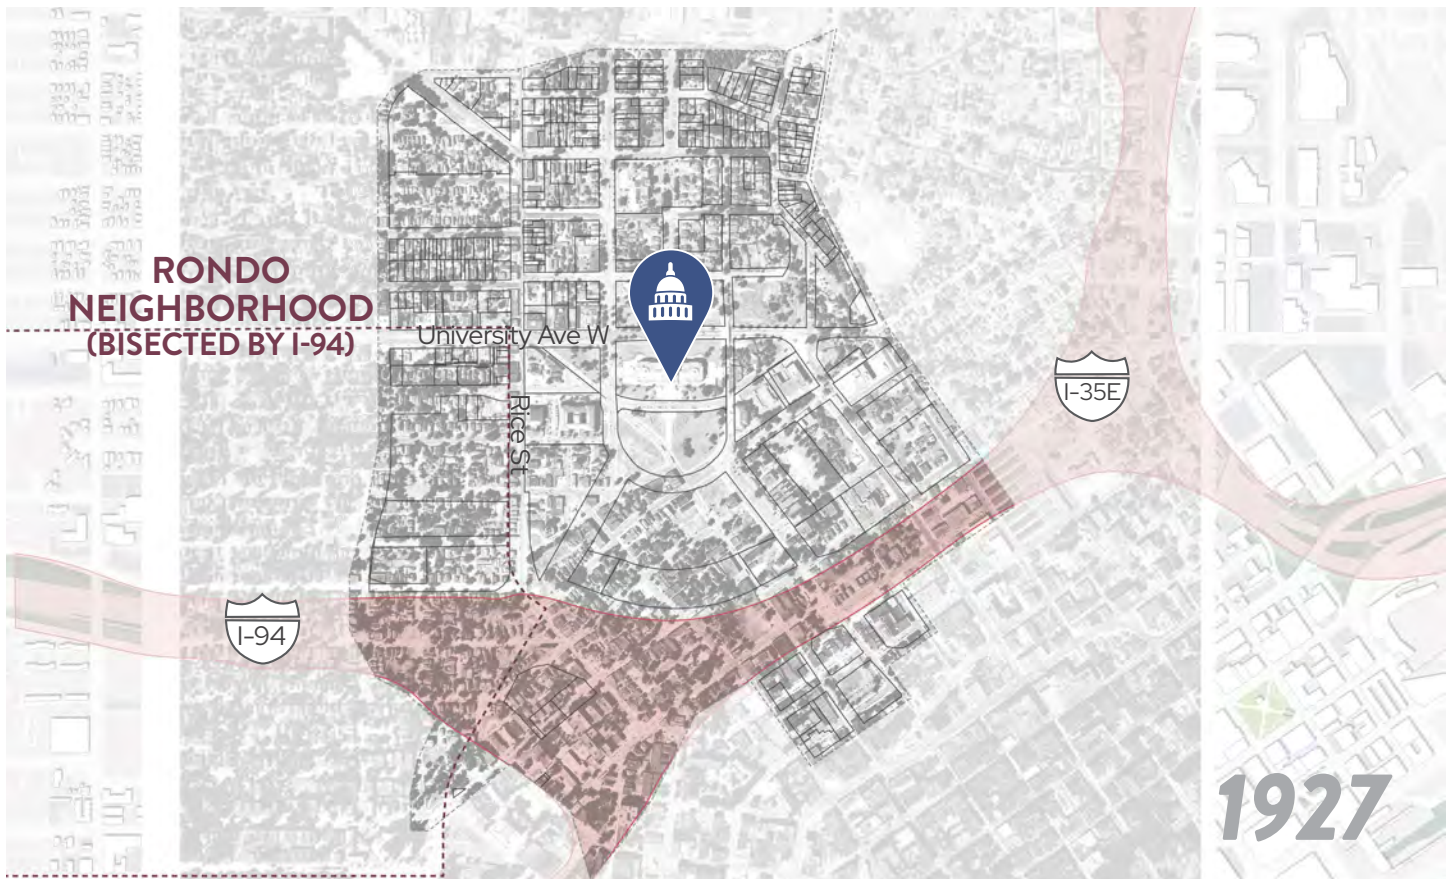 RONDO
NEIGHBORHOOD
(BISECTED BY I-94)
University Ave W
Rice St
I-35E
I-94
1927